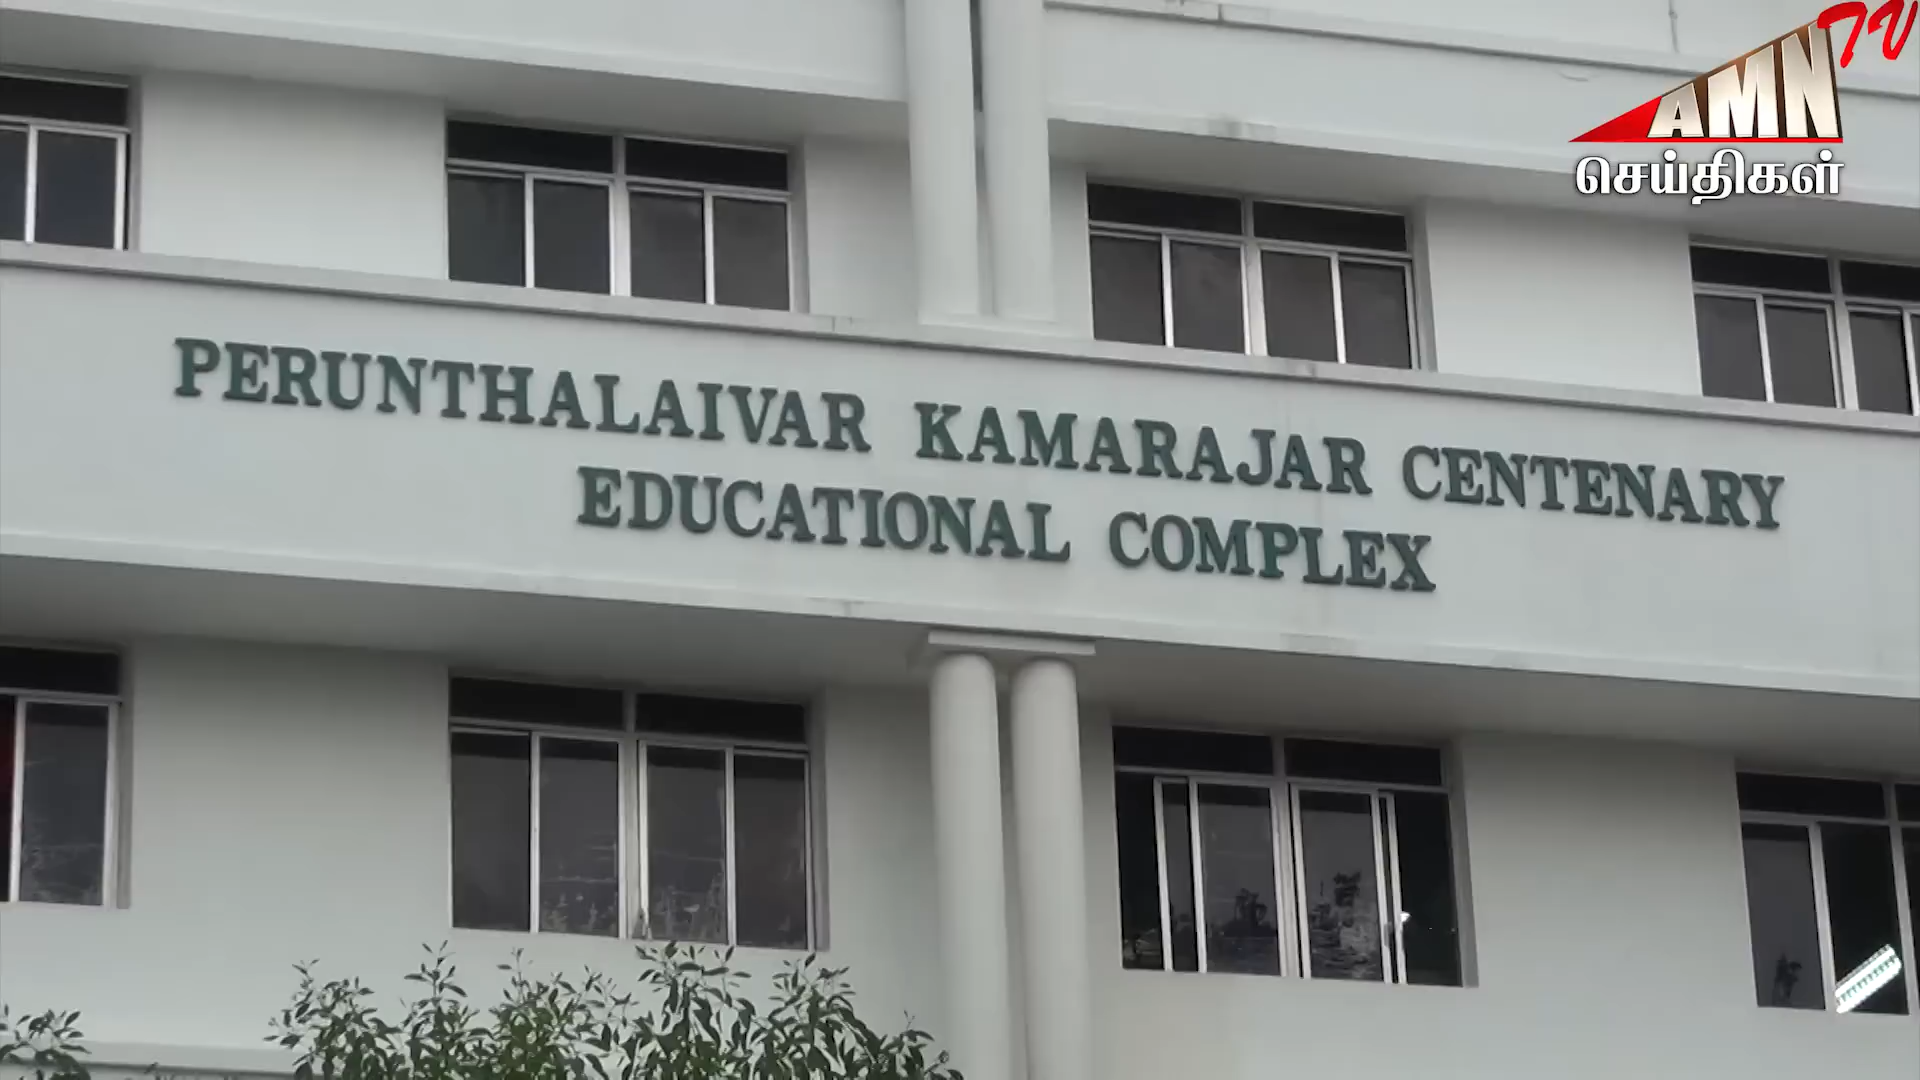 AMN TV
செய்திகள்
PERUNTHALAIVAR KAMARAJAR CENTENARY
EDUCATIONAL COMPLEX